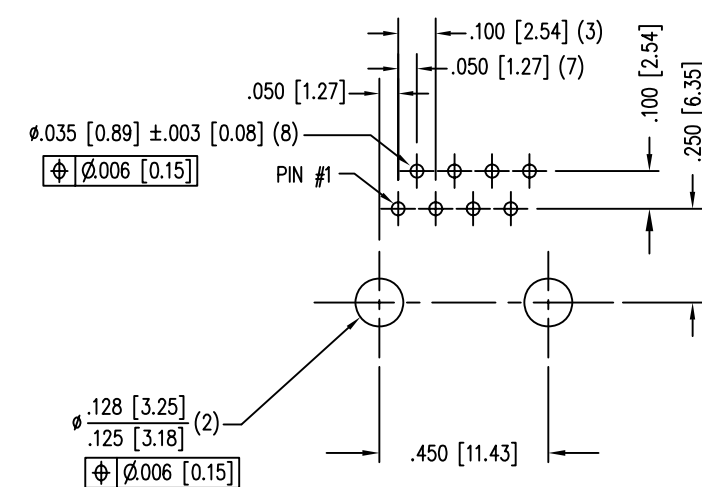 .100 [2.54] (3)
.050 [1.27] (7)
.050 [1.27]
.100 [2.54]
.250 [6.35]
⌀.035 [0.89] ±.003 [0.08] (8)
⌖ ⌀.006 [0.15]
PIN #1
⌀ .128 [3.25]
.125 [3.18] (2)
⌖ ⌀.006 [0.15]
.450 [11.43]